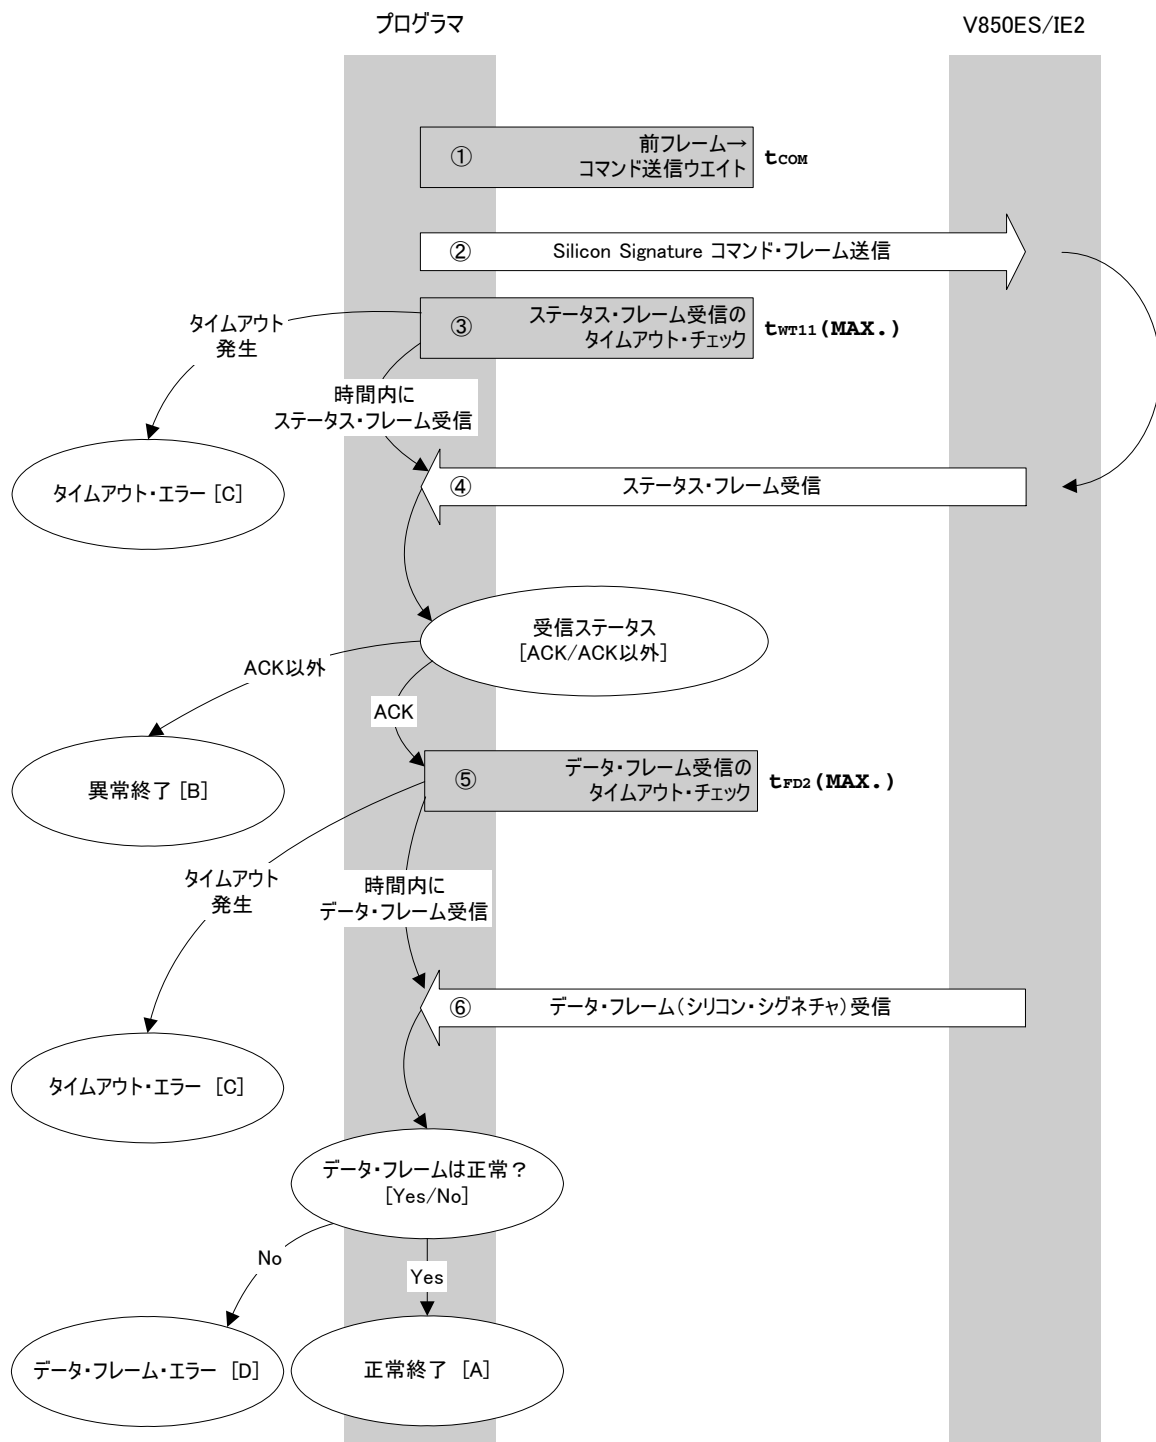 プログラマ
V850ES/IE2
① 前フレーム→
コマンド送信ウエイト
tCOM
② Silicon Signature コマンド・フレーム送信
③ ステータス・フレーム受信の
タイムアウト・チェック
tWT11(MAX.)
タイムアウト
発生
時間内に
ステータス・フレーム受信
タイムアウト・エラー [C]
④ ステータス・フレーム受信
受信ステータス
[ACK/ACK以外]
ACK以外
ACK
異常終了 [B]
⑤ データ・フレーム受信の
タイムアウト・チェック
tFD2(MAX.)
タイムアウト
発生
時間内に
データ・フレーム受信
⑥ データ・フレーム(シリコン・シグネチャ)受信
タイムアウト・エラー [C]
データ・フレームは正常?
[Yes/No]
No
Yes
データ・フレーム・エラー [D]
正常終了 [A]